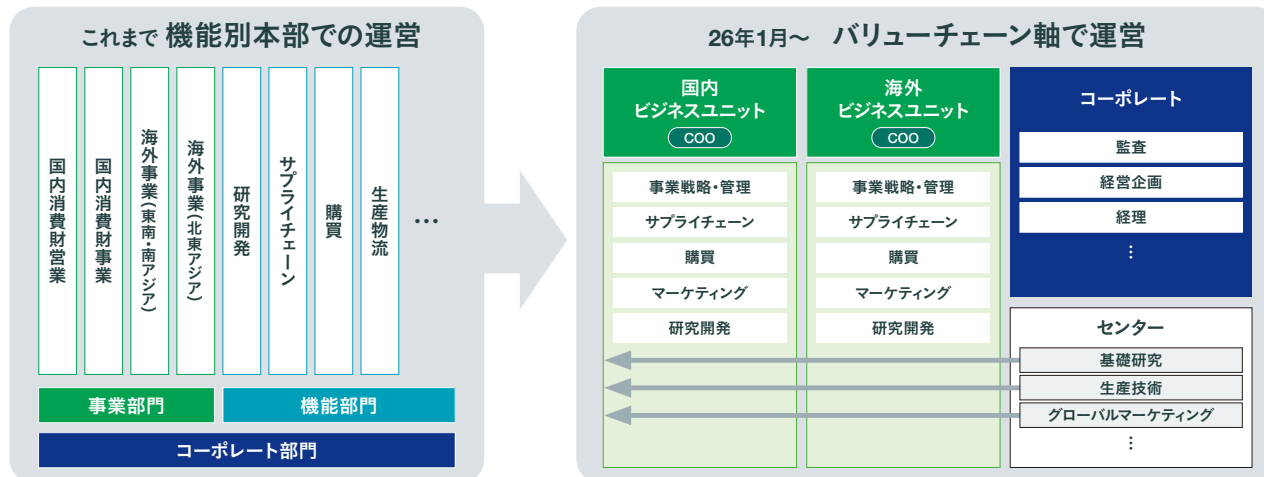 これまで 機能別本部での運営
国内消費財営業
国内消費財事業
海外事業(東南・南アジア)
海外事業(北東アジア)
研究開発
サプライチェーン
購買
生産物流
…
事業部門
機能部門
コーポレート部門
26年1月〜 バリューチェーン軸で運営
国内
ビジネスユニット
COO
事業戦略・管理
サプライチェーン
購買
マーケティング
研究開発
海外
ビジネスユニット
COO
事業戦略・管理
サプライチェーン
購買
マーケティング
研究開発
コーポレート
監査
経営企画
経理
⋮
センター
基礎研究
生産技術
グローバルマーケティング
⋮